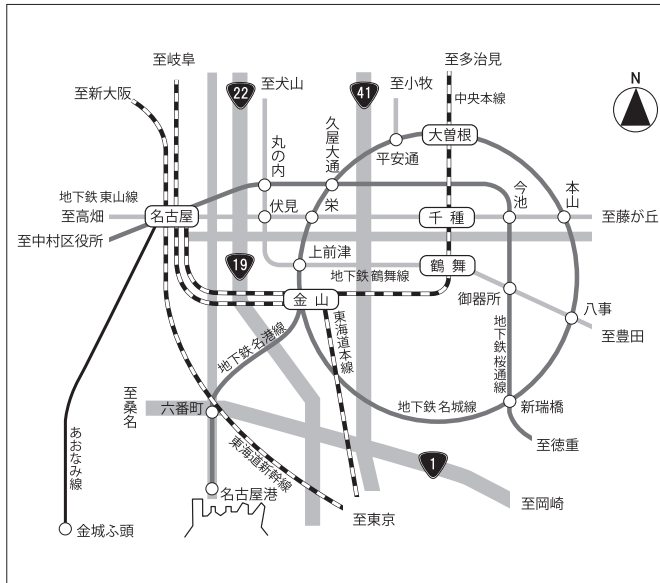 至岐阜
至新大阪
22
至犬山
41
至小牧
至多治見
中央本線
N
丸の内
久屋大通
平安通
大曽根
地下鉄東山線
至高畑
名古屋
伏見
栄
千種
今池
本山
至藤が丘
至中村区役所
上前津
19
地下鉄鶴舞線
鶴舞
金山
御器所
八事
至豊田
地下鉄名港線
東海道本線
地下鉄桜通線
至桑名
六番町
地下鉄名城線
新瑞橋
至徳重
あおなみ線
東海道新幹線
1
名古屋港
至岡崎
至東京
金城ふ頭